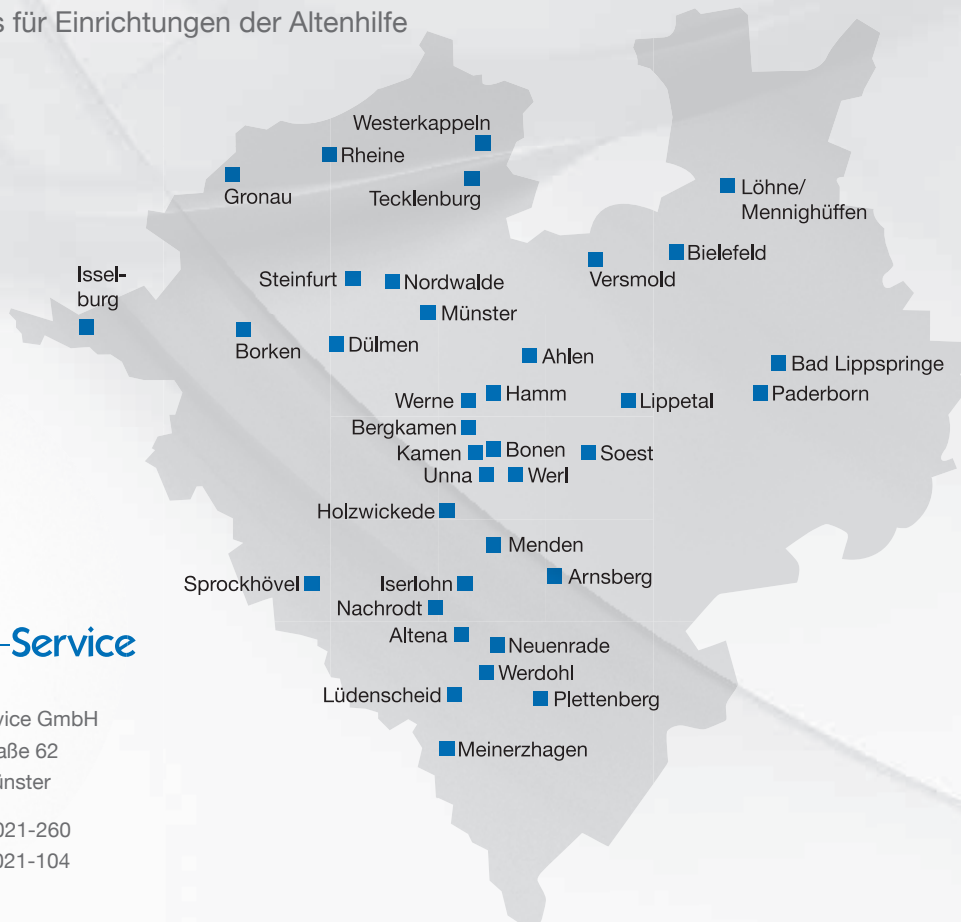 für Einrichtungen der Altenhilfe
Westerkappeln
Rheine
Gronau
Tecklenburg
Löhne/
Mennighüffen
Bielefeld
Versmold
Issel-
burg
Steinfurt
Nordwalde
Münster
Borken
Dülmen
Ahlen
Bad Lippspringe
Paderborn
Werne
Hamm
Lippetal
Bergkamen
Kamen
Bonen
Soest
Unna
Werl
Holzwickede
Menden
Arnsberg
Sprockhövel
Iserlohn
Nachrodt
Altena
Neuenrade
Werdohl
Lüdenscheid
Plettenberg
Meinerzhagen
-Service
vice GmbH
aße 62
ünster
021-260
021-104